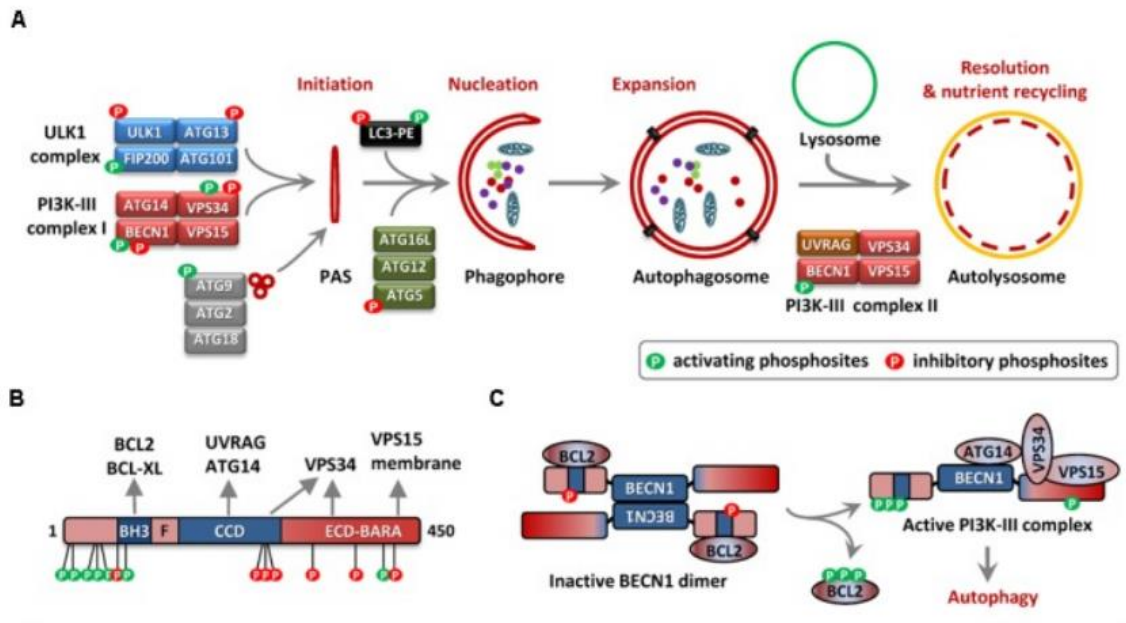 A
Initiation
Nucleation
Expansion
Resolution
& nutrient recycling
Lysosome
ULK1
complex
P
P
ULK1
ATG13
FIP200
ATG101
P
LC3-PE
P
P
PI3K-III
complex I
P
P
ATG14
VPS34
BECN1
VPS15
P
P
PAS
ATG16L
ATG12
ATG5
P
Phagophore
Autophagosome
UVRAG
VPS34
BECN1
VPS15
P
PI3K-III complex II
Autolysosome
P
ATG9
ATG2
ATG18
P activating phosphosites P inhibitory phosphosites
B
BCL2
BCL-XL
UVRAG
ATG14
VPS34
VPS15
membrane
1
BH3
F
CCD
ECD-BARA
450
P P P P P P P P
P P P
P
P
P P
C
BCL2
P
BECN1
BECN1
P
BCL2
Inactive BECN1 dimer
P P P
BCL2
ATG14
VPS34
BECN1
VPS15
P P P
P
Active PI3K-III complex
Autophagy